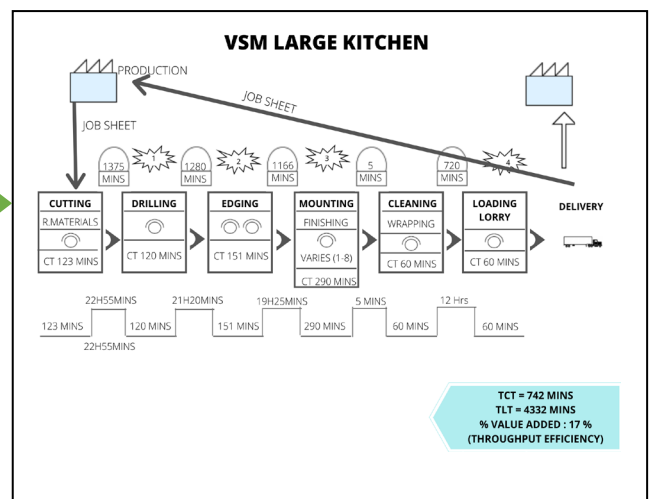 VSM LARGE KITCHEN
PRODUCTION
JOB SHEET
JOB SHEET
1375
MINS
1
1280
MINS
2
1166
MINS
3
5
MINS
720
MINS
4
CUTTING
R.MATERIALS
CT 123 MINS
DRILLING
CT 120 MINS
EDGING
CT 151 MINS
MOUNTING
FINISHING
VARIES (1-8)
CT 290 MINS
CLEANING
WRAPPING
CT 60 MINS
LOADING
LORRY
CT 60 MINS
DELIVERY
22H55MINS
21H20MINS
19H25MINS
5 MINS
12 Hrs
123 MINS
120 MINS
151 MINS
290 MINS
60 MINS
60 MINS
22H55MINS
TCT = 742 MINS
TLT = 4332 MINS
% VALUE ADDED : 17 %
(THROUGHPUT EFFICIENCY)